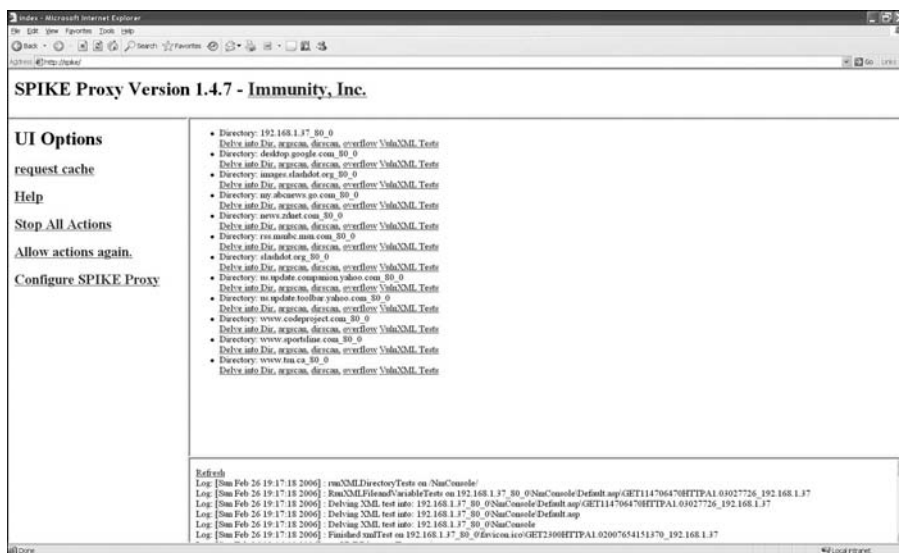 index - Microsoft Internet Explorer
File Edit View Favorites Tools Help
Back Search Favorites
Address http://spike/ Go Links
SPIKE Proxy Version 1.4.7 - Immunity, Inc.
UI Options
request cache
Help
Stop All Actions
Allow actions again.
Configure SPIKE Proxy
Directory: 192.168.1.37_80_0
Delve into Dir, argscan, dirscan, overflow VulnXML Tests
Directory: desktop.google.com_80_0
Delve into Dir, argscan, dirscan, overflow VulnXML Tests
Directory: images.slashdot.org_80_0
Delve into Dir, argscan, dirscan, overflow VulnXML Tests
Directory: my.abcnews.go.com_80_0
Delve into Dir, argscan, dirscan, overflow VulnXML Tests
Directory: news.zdnet.com_80_0
Delve into Dir, argscan, dirscan, overflow VulnXML Tests
Directory: rss.msnbc.msn.com_80_0
Delve into Dir, argscan, dirscan, overflow VulnXML Tests
Directory: slashdot.org_80_0
Delve into Dir, argscan, dirscan, overflow VulnXML Tests
Directory: us.update.companion.yahoo.com_80_0
Delve into Dir, argscan, dirscan, overflow VulnXML Tests
Directory: us.update.toolbar.yahoo.com_80_0
Delve into Dir, argscan, dirscan, overflow VulnXML Tests
Directory: www.codeproject.com_80_0
Delve into Dir, argscan, dirscan, overflow VulnXML Tests
Directory: www.sportsline.com_80_0
Delve into Dir, argscan, dirscan, overflow VulnXML Tests
Directory: www.tsn.ca_80_0
Delve into Dir, argscan, dirscan, overflow VulnXML Tests
Refresh
Log: [Sun Feb 26 19:17:18 2006] : runXMLDirectoryTests on /NmConsole/
Log: [Sun Feb 26 19:17:18 2006] : RunXMLFileandVariableTests on 192.168.1.37_80_0\NmConsole\Default.asp\GET114706470HTTPA1.03027726_192.168.1.37
Log: [Sun Feb 26 19:17:18 2006] : Delving XML test into: 192.168.1.37_80_0\NmConsole\Default.asp\GET114706470HTTPA1.03027726_192.168.1.37
Log: [Sun Feb 26 19:17:18 2006] : Delving XML test into: 192.168.1.37_80_0\NmConsole\Default.asp
Log: [Sun Feb 26 19:17:18 2006] : Delving XML test into: 192.168.1.37_80_0\NmConsole
Log: [Sun Feb 26 19:17:18 2006] : Finished xmlTest on 192.168.1.37_80_0\favicon.ico\GET2300HTTPA1.02007654151370_192.168.1.37
Done Local intranet